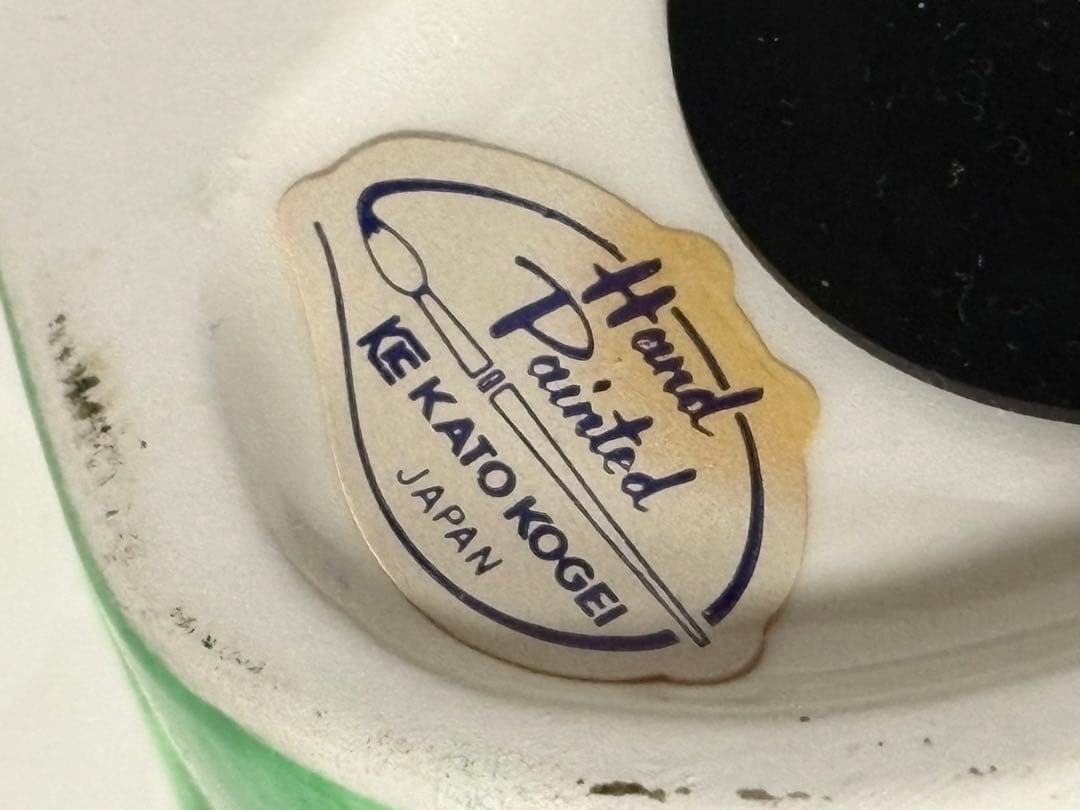 Hand
Painted
KE KATO KOGEI
JAPAN